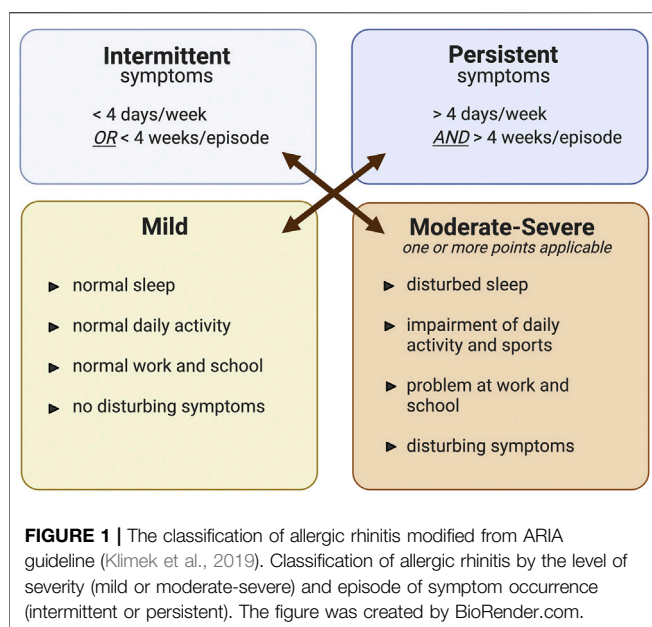 Intermittent
symptoms
< 4 days/week
OR < 4 weeks/episode
Persistent
symptoms
> 4 days/week
AND > 4 weeks/episode
Mild
► normal sleep
► normal daily activity
► normal work and school
► no disturbing symptoms
Moderate-Severe
one or more points applicable
► disturbed sleep
► impairment of daily
activity and sports
► problem at work and
school
► disturbing symptoms
FIGURE 1 | The classification of allergic rhinitis modified from ARIA
guideline (Klimek et al., 2019). Classification of allergic rhinitis by the level of
severity (mild or moderate-severe) and episode of symptom occurrence
(intermittent or persistent). The figure was created by BioRender.com.